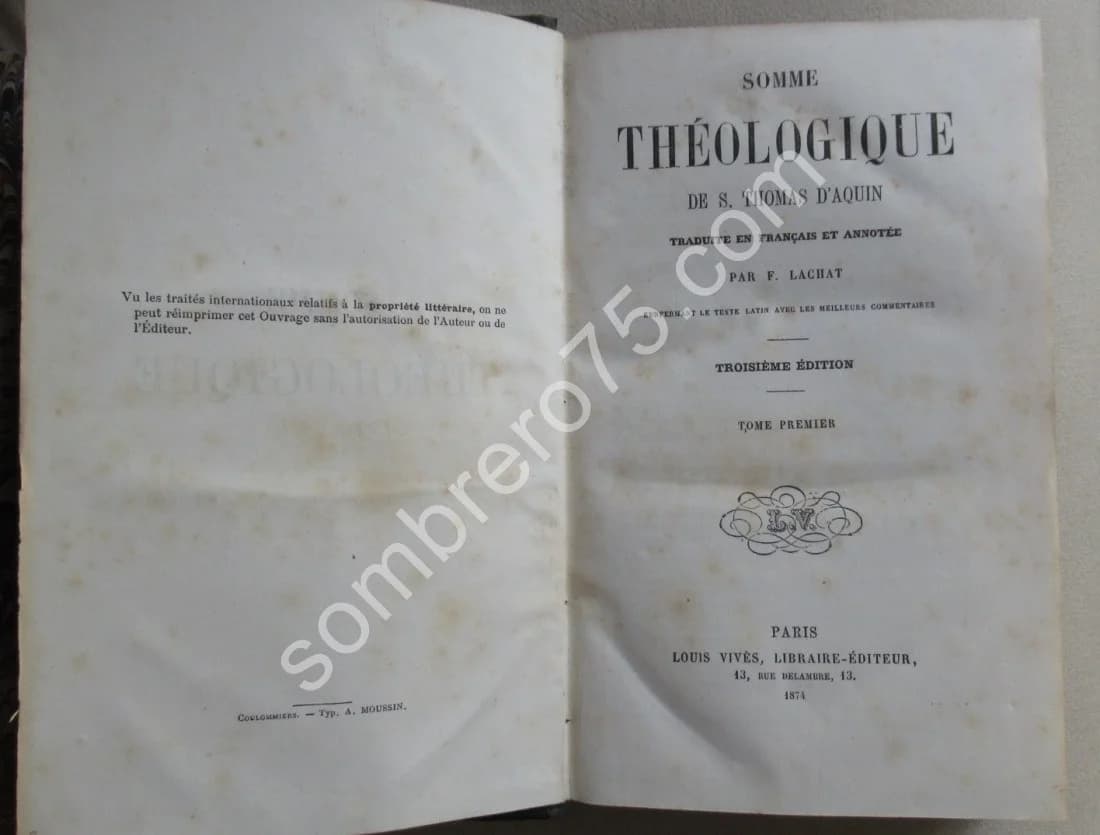 Vu les traités internationaux relatifs à la propriété littéraire, on ne
peut réimprimer cet Ouvrage sans l'autorisation de l'Auteur ou de
l'Éditeur.
Coulommiers. — Typ. A. MOUSSIN.
SOMME
THÉOLOGIQUE
DE S. THOMAS D'AQUIN
TRADUITE EN FRANÇAIS ET ANNOTÉE
PAR F. LACHAT
RENFERMANT LE TEXTE LATIN AVEC LES MEILLEURS COMMENTAIRES
TROISIÈME ÉDITION
TOME PREMIER
L.V.
PARIS
LOUIS VIVÈS, LIBRAIRE-ÉDITEUR,
13, RUE DELAMBRE, 13.
1874
sombrero75.com